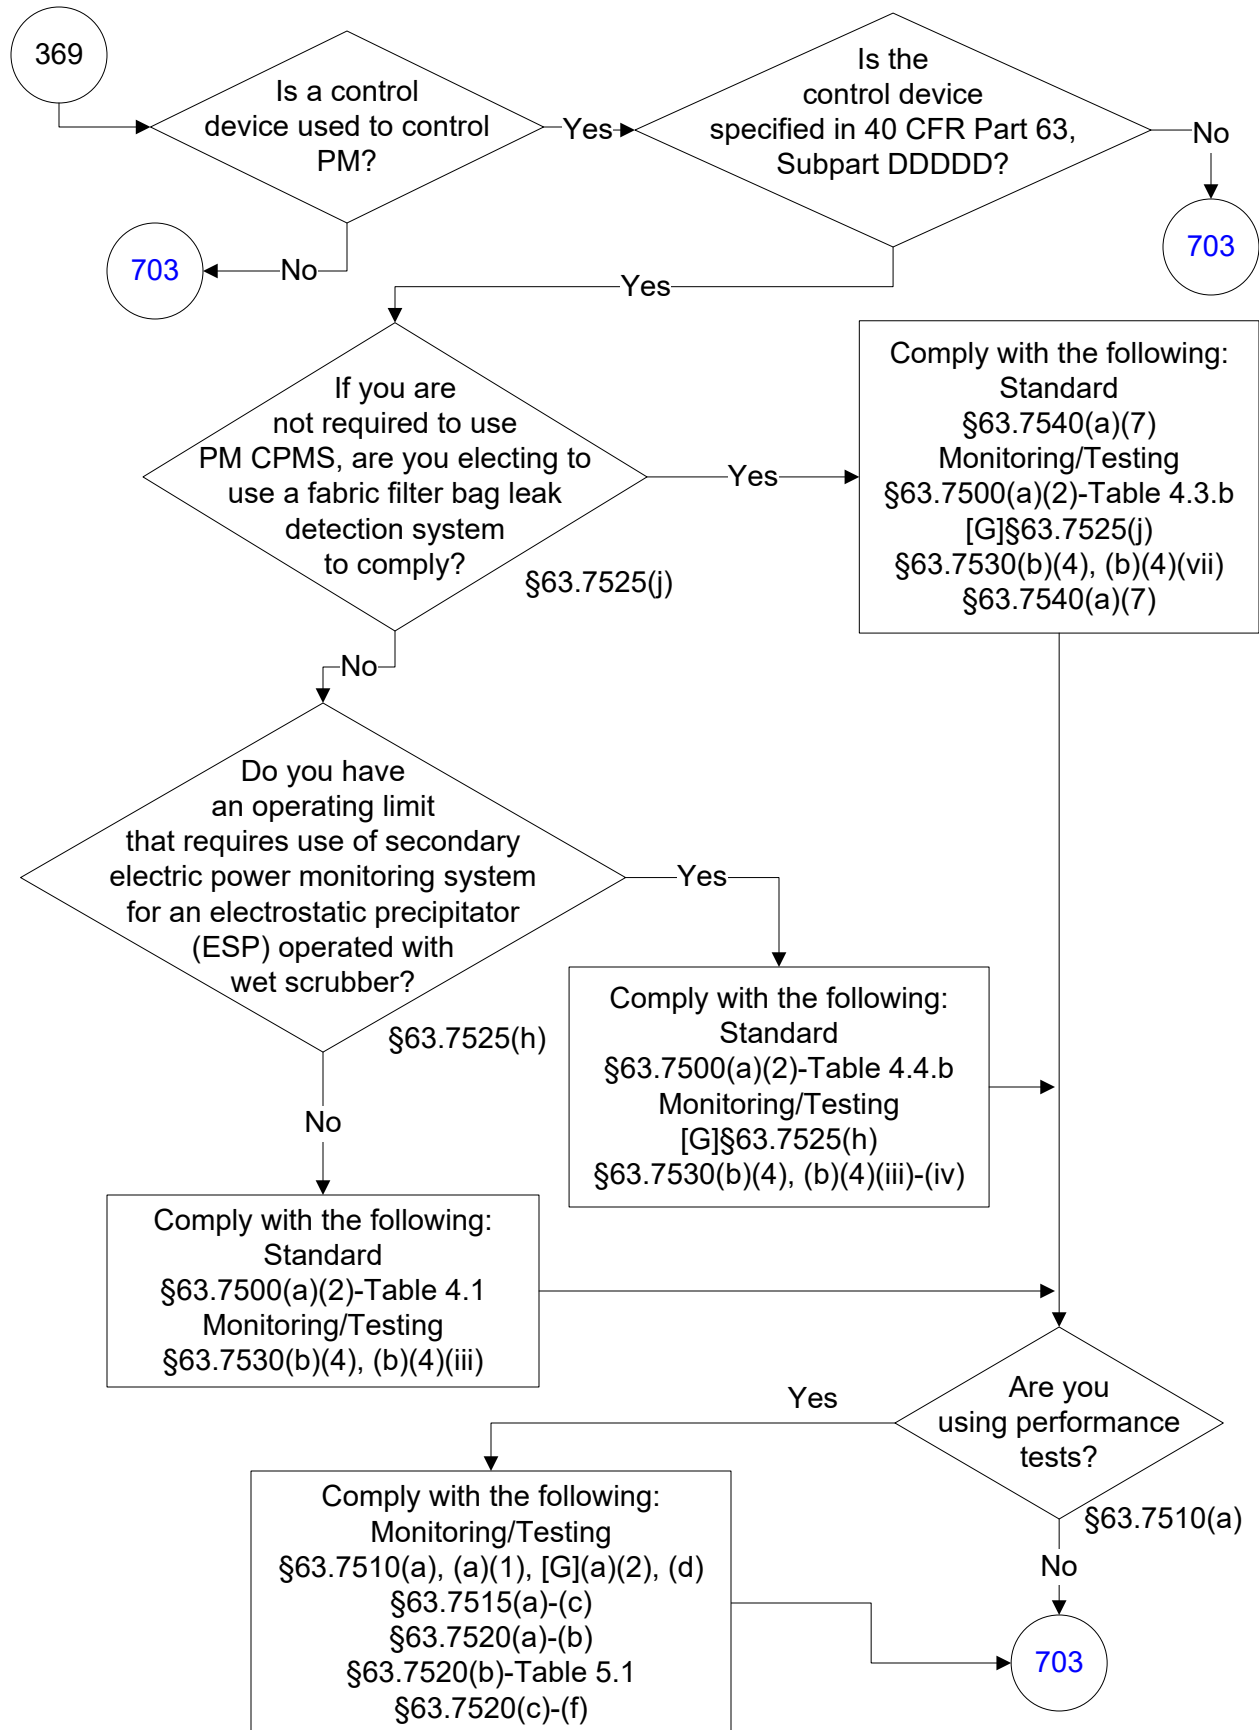 369
Is a control
device used to control
PM?
Yes
Is the
control device
specified in 40 CFR Part 63,
Subpart DDDDD?
No
703
No
703
Yes
If you are
not required to use
PM CPMS, are you electing to
use a fabric filter bag leak
detection system
to comply?
§63.7525(j)
Yes
Comply with the following:
Standard
§63.7540(a)(7)
Monitoring/Testing
§63.7500(a)(2)-Table 4.3.b
[G]§63.7525(j)
§63.7530(b)(4), (b)(4)(vii)
§63.7540(a)(7)
No
Do you have
an operating limit
that requires use of secondary
electric power monitoring system
for an electrostatic precipitator
(ESP) operated with
wet scrubber?
§63.7525(h)
Yes
Comply with the following:
Standard
§63.7500(a)(2)-Table 4.4.b
Monitoring/Testing
[G]§63.7525(h)
§63.7530(b)(4), (b)(4)(iii)-(iv)
No
Comply with the following:
Standard
§63.7500(a)(2)-Table 4.1
Monitoring/Testing
§63.7530(b)(4), (b)(4)(iii)
Are you
using performance
tests?
§63.7510(a)
Yes
Comply with the following:
Monitoring/Testing
§63.7510(a), (a)(1), [G](a)(2), (d)
§63.7515(a)-(c)
§63.7520(a)-(b)
§63.7520(b)-Table 5.1
§63.7520(c)-(f)
No
703